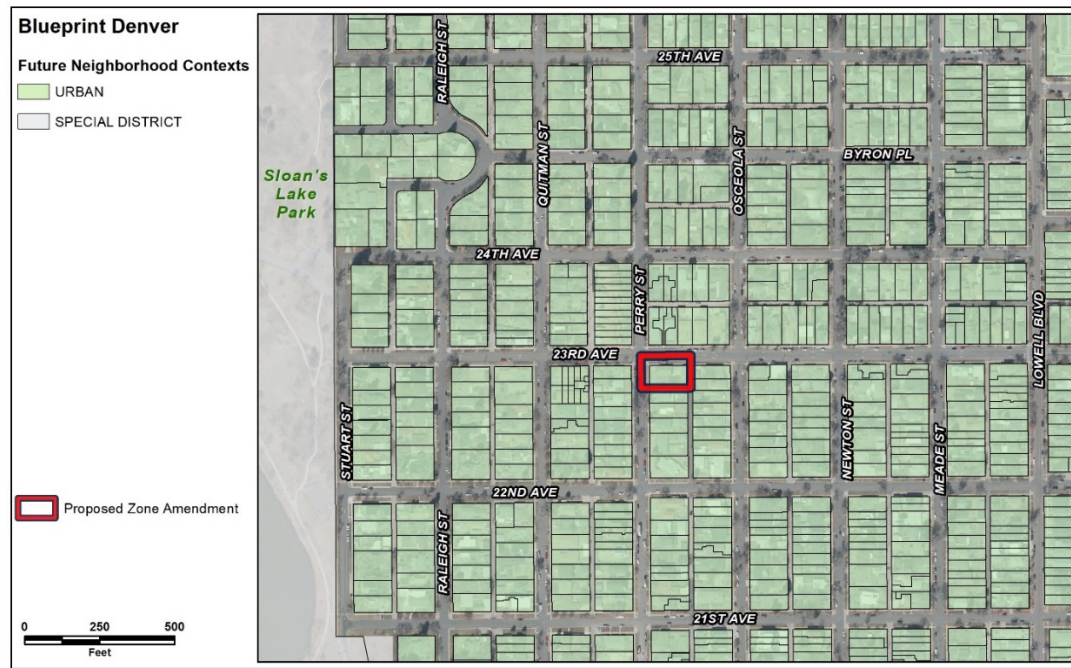 Blueprint Denver
Future Neighborhood Contexts
URBAN
SPECIAL DISTRICT
Proposed Zone Amendment
0 250 500
Feet
Sloan's
Lake
Park
RALEIGH ST
25TH AVE
QUITMAN ST
OSCEOLA ST
BYRON PL
24TH AVE
PERRY ST
LOWELL BLVD
23RD AVE
STUART ST
NEWTON ST
MEADE ST
22ND AVE
RALEIGH ST
21ST AVE